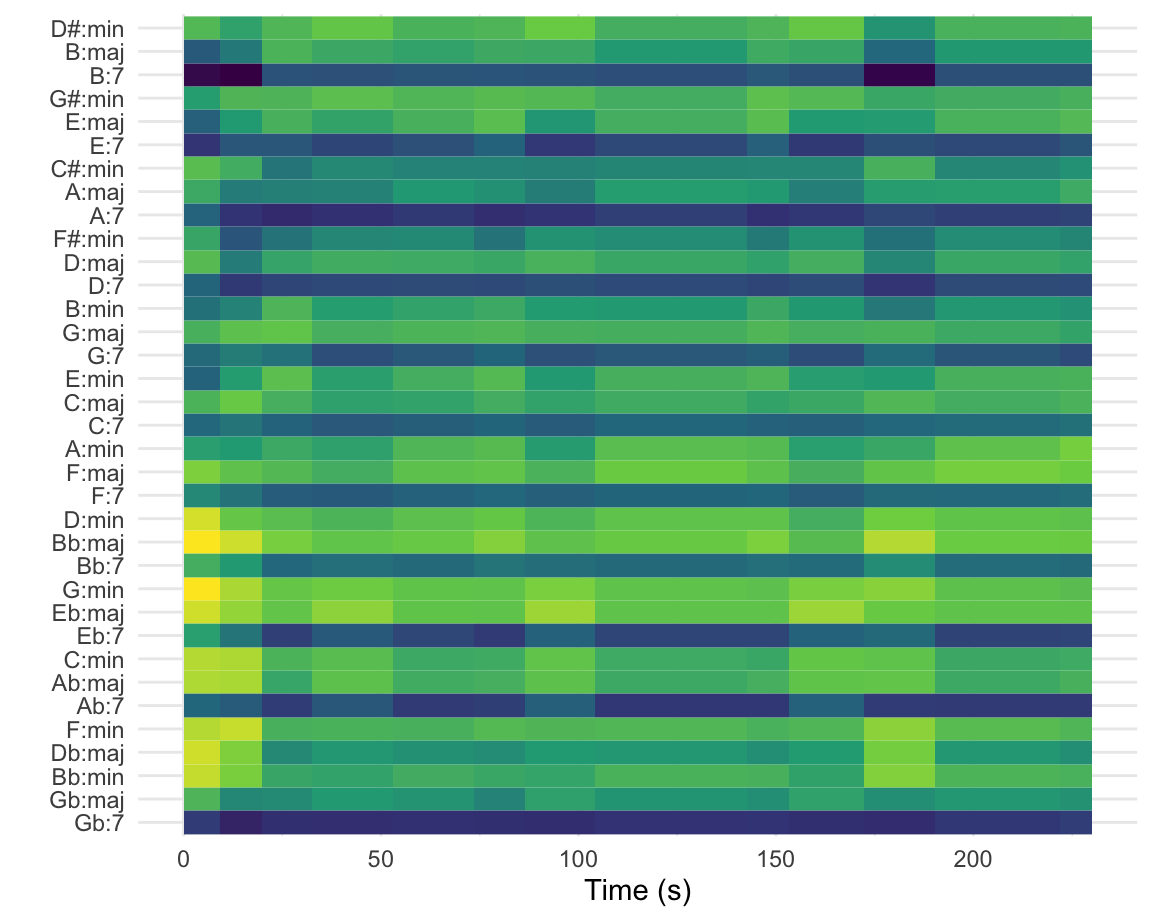 D#:min
B:maj
B:7
G#:min
E:maj
E:7
C#:min
A:maj
A:7
F#:min
D:maj
D:7
B:min
G:maj
G:7
E:min
C:maj
C:7
A:min
F:maj
F:7
D:min
Bb:maj
Bb:7
G:min
Eb:maj
Eb:7
C:min
Ab:maj
Ab:7
F:min
Db:maj
Bb:min
Gb:maj
Gb:7
0 50 100 150 200
Time (s)